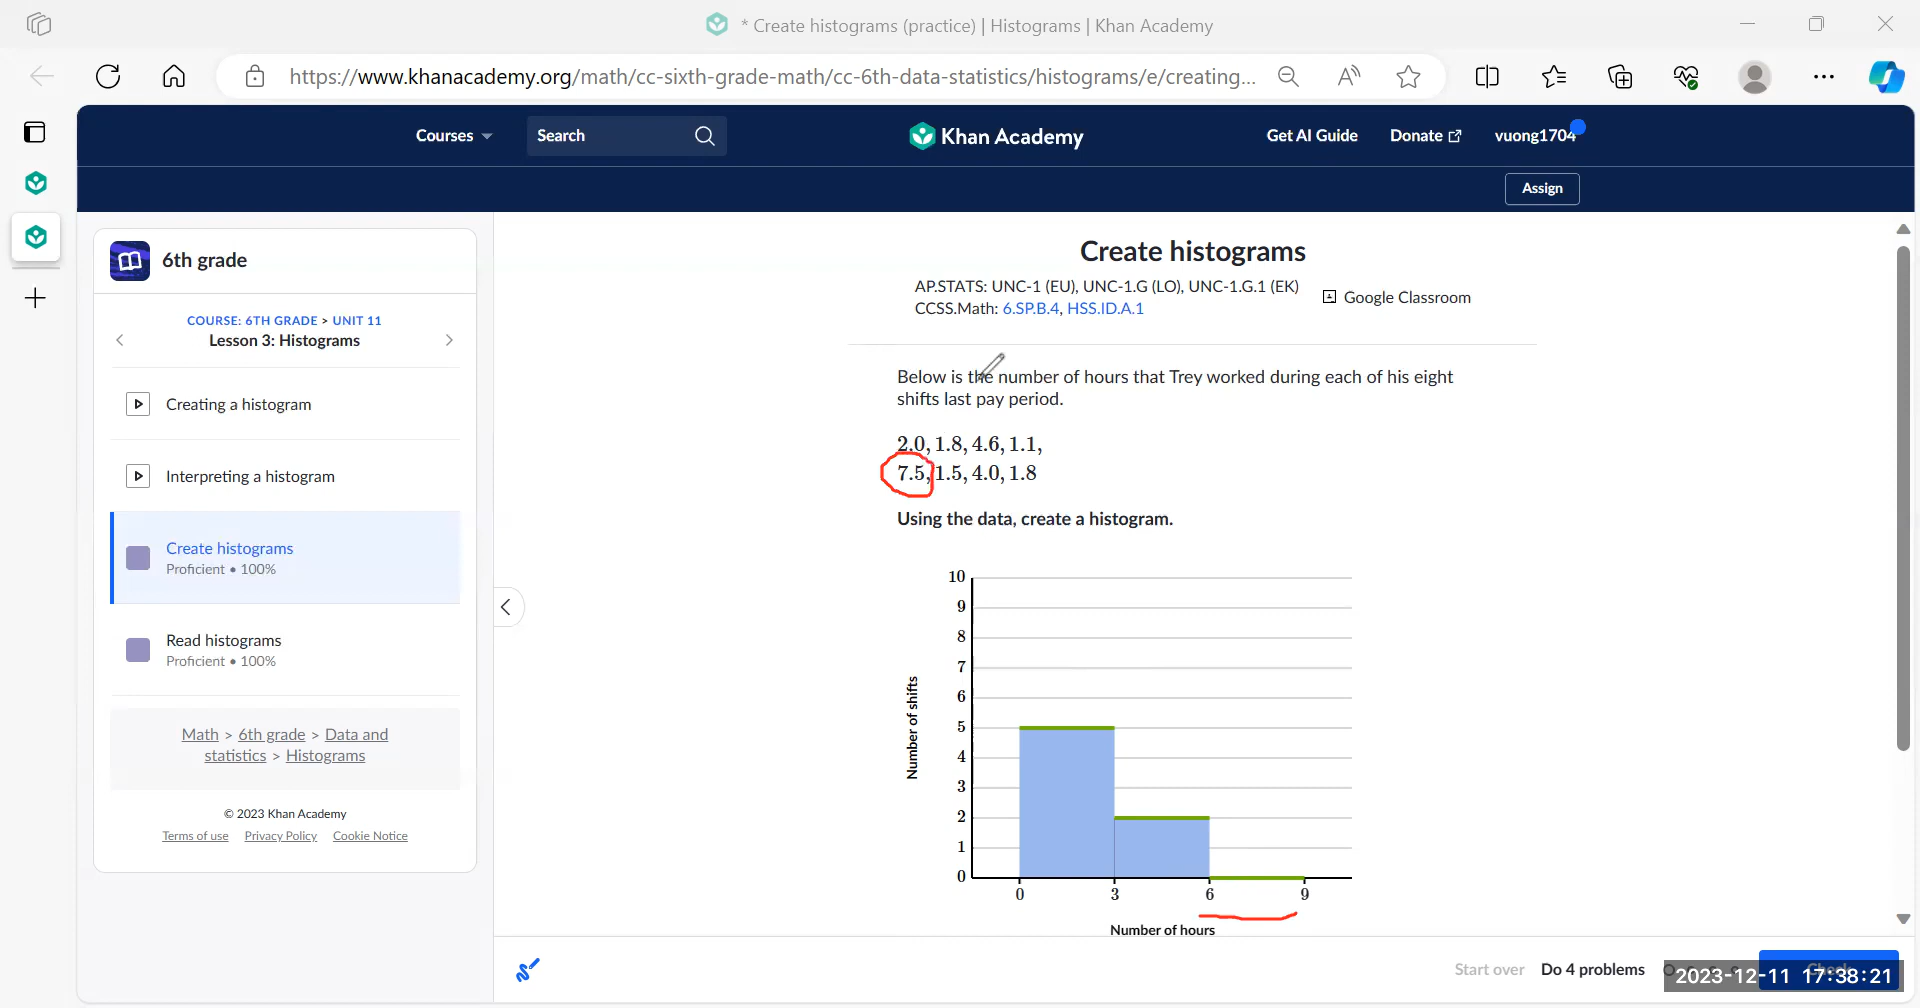 * Create histograms (practice) | Histograms | Khan Academy
https://www.khanacademy.org/math/cc-sixth-grade-math/cc-6th-data-statistics/histograms/e/creating...
Courses
Search
Khan Academy
Get AI Guide
Donate
vuong1704
Assign
6th grade
COURSE: 6TH GRADE > UNIT 11
Lesson 3: Histograms
Creating a histogram
Interpreting a histogram
Create histograms
Proficient • 100%
Read histograms
Proficient • 100%
Math > 6th grade > Data and
statistics > Histograms
© 2023 Khan Academy
Terms of use Privacy Policy Cookie Notice
Create histograms
AP.STATS: UNC-1 (EU), UNC-1.G (LO), UNC-1.G.1 (EK)
CCSS.Math: 6.SP.B.4, HSS.ID.A.1
Google Classroom
Below is the number of hours that Trey worked during each of his eight
shifts last pay period.
2.0, 1.8, 4.6, 1.1,
7.5, 1.5, 4.0, 1.8
Using the data, create a histogram.
10
9
8
7
6
5
4
3
2
1
0
Number of shifts
0 3 6 9
Number of hours
Start over
Do 4 problems
2023-12-11 17:38:21